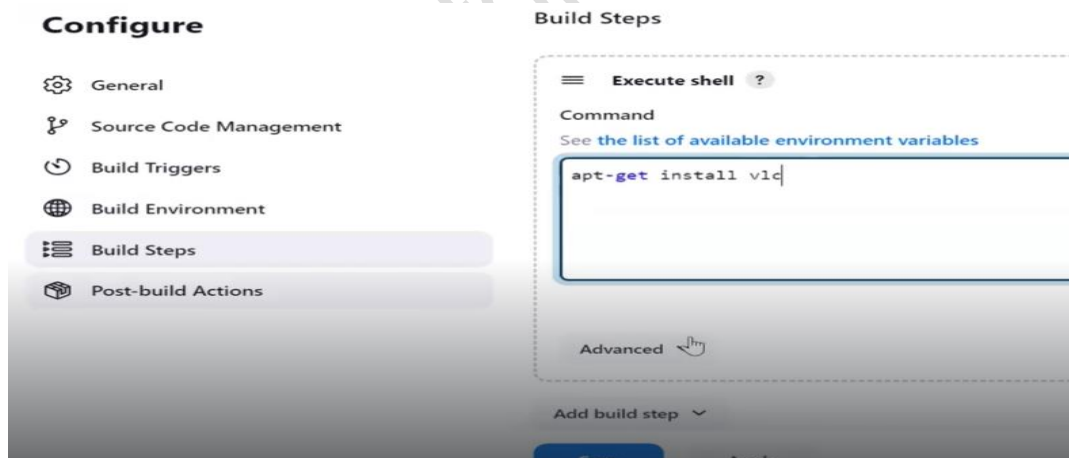 Configure
General
Source Code Management
Build Triggers
Build Environment
Build Steps
Post-build Actions
Build Steps
Execute shell ?
Command
See the list of available environment variables
apt-get install vlc
Advanced
Add build step